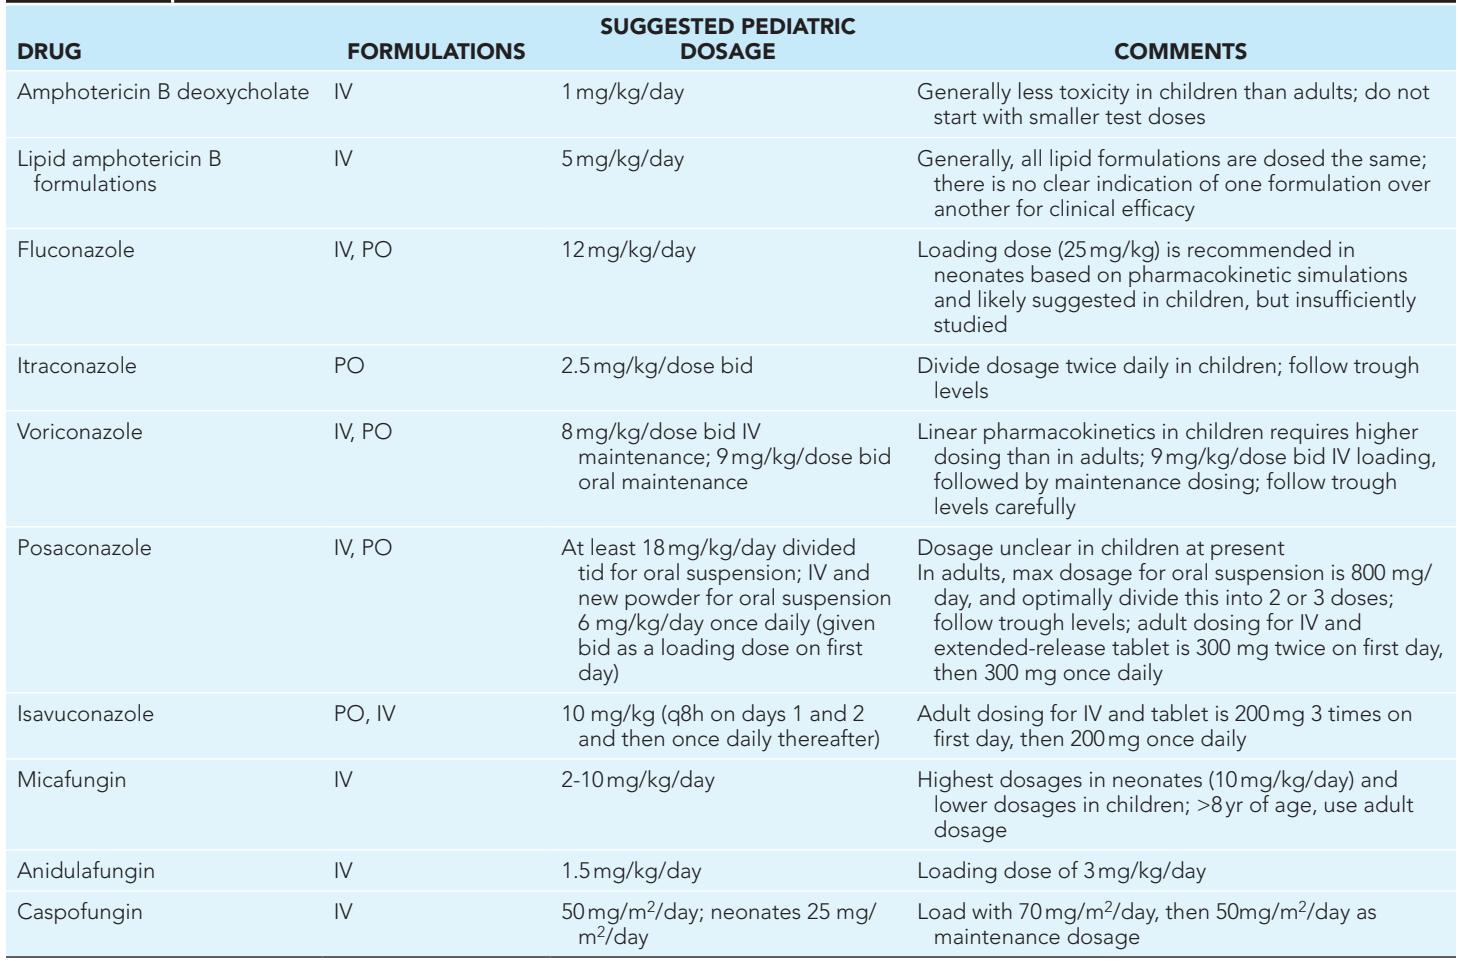 DRUG FORMULATIONS SUGGESTED PEDIATRIC DOSAGE COMMENTS
Amphotericin B deoxycholate IV 1 mg/kg/day Generally less toxicity in children than adults; do not
start with smaller test doses
Lipid amphotericin B IV 5 mg/kg/day Generally, all lipid formulations are dosed the same;
formulations there is no clear indication of one formulation over
another for clinical efficacy
Fluconazole IV, PO 12 mg/kg/day Loading dose (25 mg/kg) is recommended in
neonates based on pharmacokinetic simulations
and likely suggested in children, but insufficiently
studied
Itraconazole PO 2.5 mg/kg/dose bid Divide dosage twice daily in children; follow trough
levels
Voriconazole IV, PO 8 mg/kg/dose bid IV Linear pharmacokinetics in children requires higher
maintenance; 9 mg/kg/dose bid dosing than in adults; 9 mg/kg/dose bid IV loading,
oral maintenance followed by maintenance dosing; follow trough
levels carefully
Posaconazole IV, PO At least 18 mg/kg/day divided Dosage unclear in children at present
tid for oral suspension; IV and In adults, max dosage for oral suspension is 800 mg/
new powder for oral suspension day, and optimally divide this into 2 or 3 doses;
6 mg/kg/day once daily (given follow trough levels; adult dosing for IV and
bid as a loading dose on first extended-release tablet is 300 mg twice on first day,
day) then 300 mg once daily
Isavuconazole PO, IV 10 mg/kg (q8h on days 1 and 2 Adult dosing for IV and tablet is 200 mg 3 times on
and then once daily thereafter) first day, then 200 mg once daily
Micafungin IV 2-10 mg/kg/day Highest dosages in neonates (10 mg/kg/day) and
lower dosages in children; >8 yr of age, use adult
dosage
Anidulafungin IV 1.5 mg/kg/day Loading dose of 3 mg/kg/day
Caspofungin IV 50 mg/m²/day; neonates 25 mg/ Load with 70 mg/m²/day, then 50mg/m²/day as
m²/day maintenance dosage